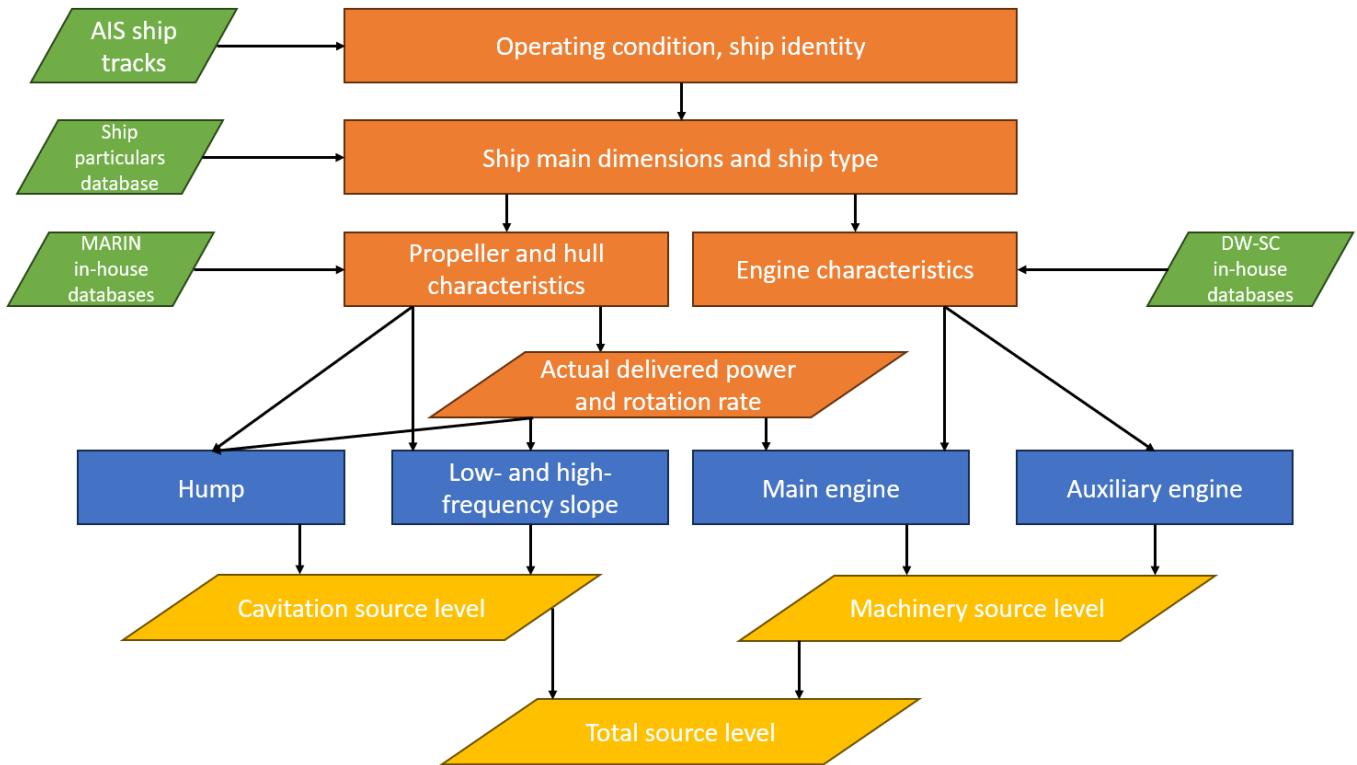 AIS ship
tracks
Operating condition, ship identity
Ship
particulars
database
Ship main dimensions and ship type
MARIN
in-house
databases
Propeller and hull
characteristics
Engine characteristics
DW-SC
in-house
databases
Actual delivered power
and rotation rate
Hump
Low- and high-
frequency slope
Main engine
Auxiliary engine
Cavitation source level
Machinery source level
Total source level